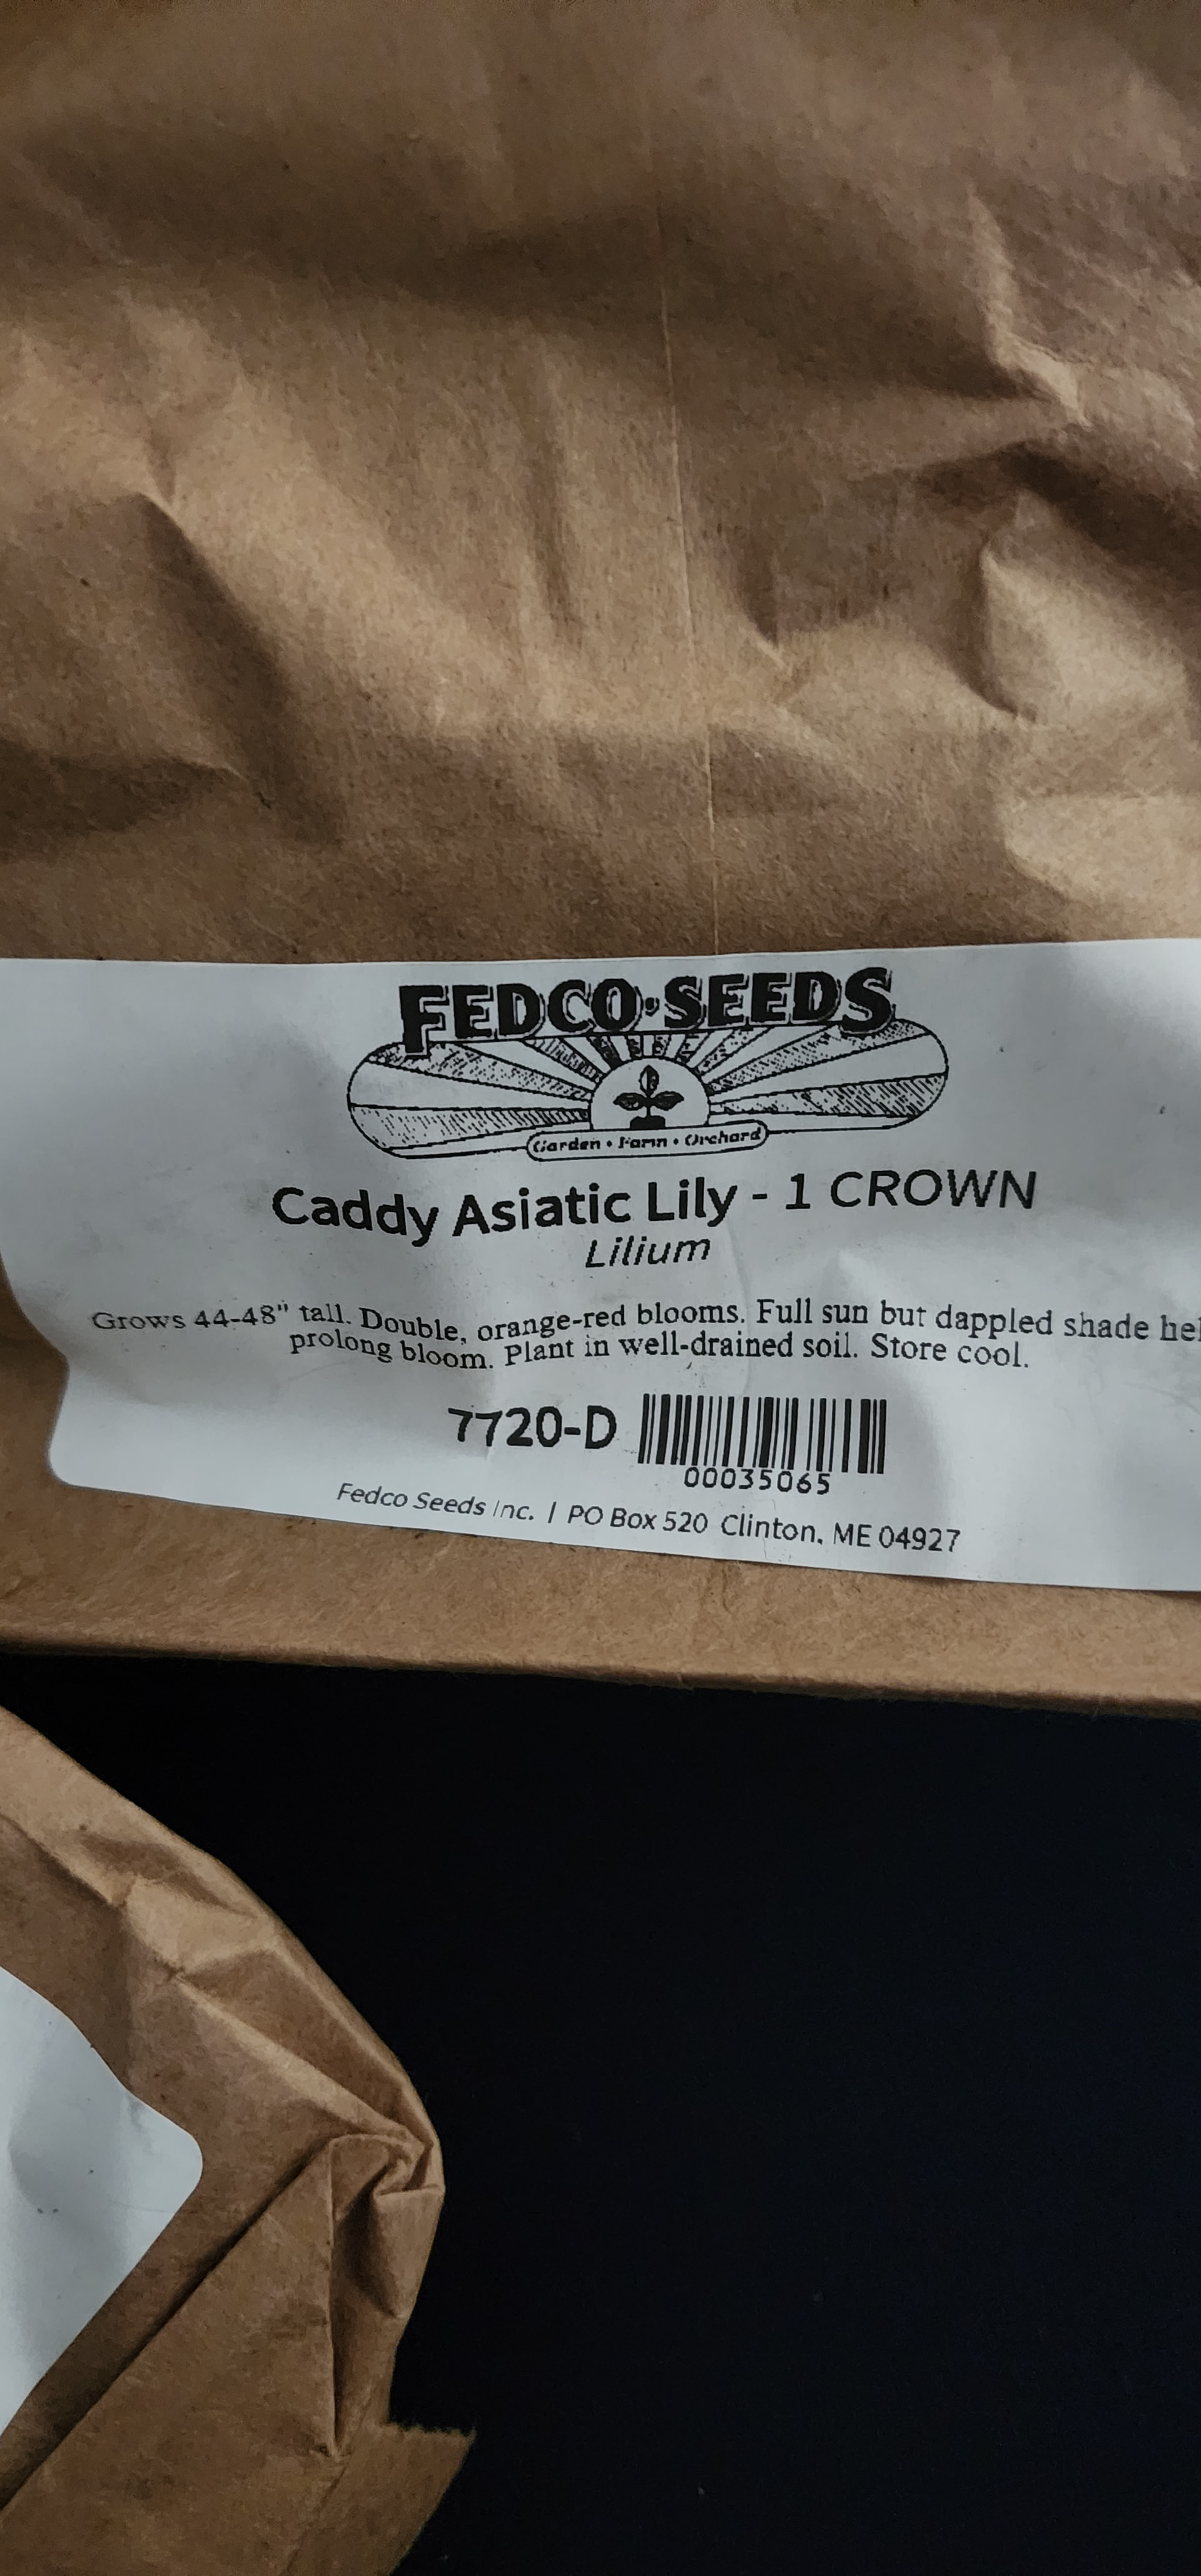 FEDCO·SEEDS
Garden • Farm • Orchard
Caddy Asiatic Lily - 1 CROWN
Lilium
Grows 44-48" tall. Double, orange-red blooms. Full sun but dappled shade
prolong bloom. Plant in well-drained soil. Store cool.
7720-D
00035065
Fedco Seeds Inc. | PO Box 520 Clinton, ME 04927